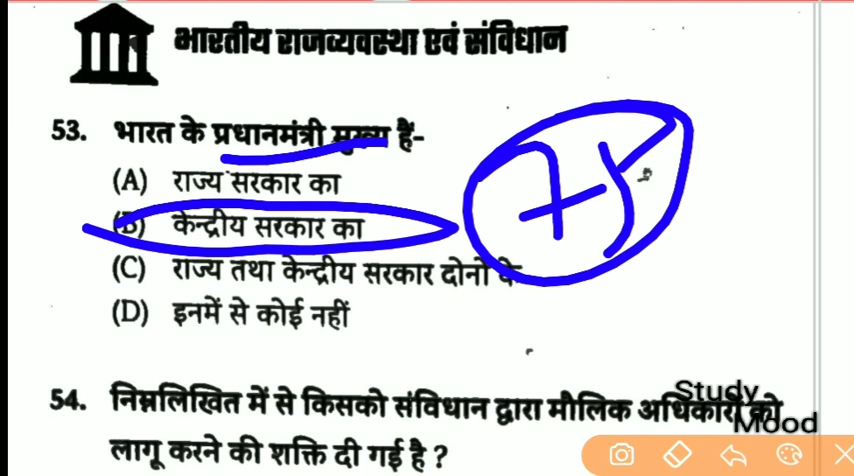 भारतीय राजव्यवस्था एवं संविधान
53. भारत के प्रधानमंत्री मुख्य हैं-
(A) राज्य सरकार का
(B) केन्द्रीय सरकार का
(C) राज्य तथा केन्द्रीय सरकार दोनों के
(D) इनमें से कोई नहीं
54. निम्नलिखित में से किसको संविधान द्वारा मौलिक अधिकारों को
लागू करने की शक्ति दी गई है ?
Study
Mood